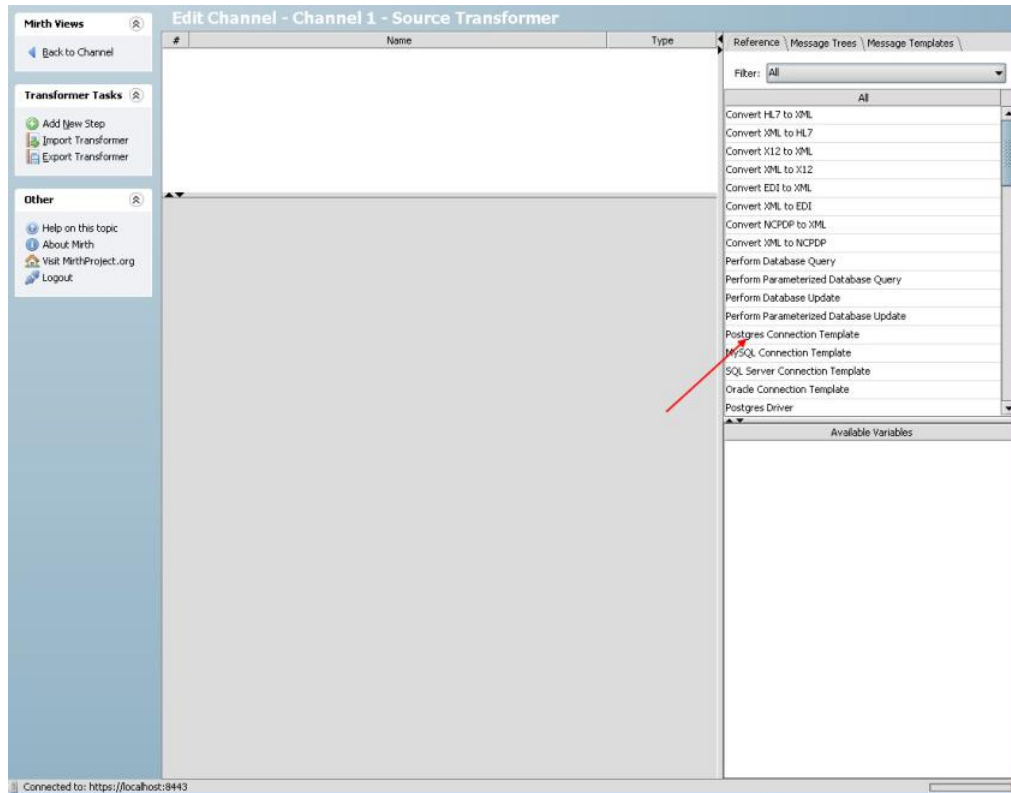 Edit Channel - Channel 1 - Source Transformer
Mirth Views
Back to Channel
Transformer Tasks
Add New Step
Import Transformer
Export Transformer
Other
Help on this topic
About Mirth
Visit MirthProject.org
Logout
# Name Type
Reference Message Trees Message Templates
Filter: All
All
Convert HL7 to XML
Convert XML to HL7
Convert X12 to XML
Convert XML to X12
Convert EDI to XML
Convert XML to EDI
Convert NCPDP to XML
Convert XML to NCPDP
Perform Database Query
Perform Parameterized Database Query
Perform Database Update
Perform Parameterized Database Update
Postgres Connection Template
MySQL Connection Template
SQL Server Connection Template
Oracle Connection Template
Postgres Driver
Available Variables
Connected to: https://localhost:8443